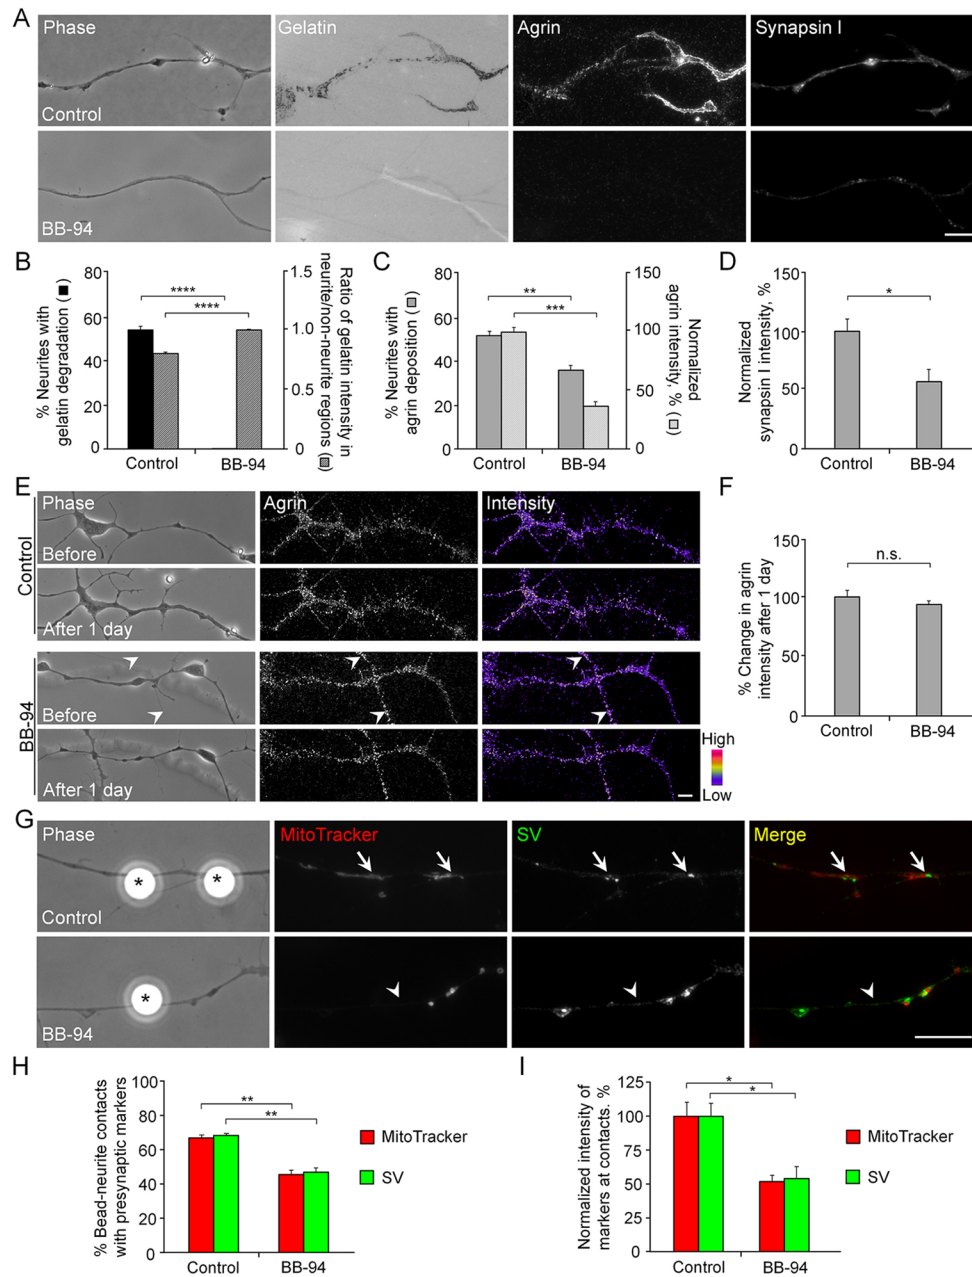 A
Phase
Gelatin
Agrin
Synapsin I
Control
BB-94
B
% Neurites with
gelatin degradation ( )
80
60
40
20
0
****
****
1.5
1.0
0.5
0
Ratio of gelatin intensity in
neurite/non-neurite regions ( )
Control
BB-94
C
% Neurites with
agrin deposition ( )
80
60
40
20
0
**
***
150
100
50
0
Normalized
agrin intensity, % ( )
Control
BB-94
D
Normalized
synapsin I intensity, %
150
100
50
0
*
Control
BB-94
E
Control
Phase
Agrin
Intensity
Before
After 1 day
BB-94
Before
After 1 day
High
Low
F
% Change in agrin
intensity after 1 day
150
100
50
0
n.s.
Control
BB-94
G
Phase
MitoTracker
SV
Merge
* *
Control
*
BB-94
H
% Bead-neurite contacts
with presynaptic markers
100
80
60
40
20
0
**
**
Control
BB-94
MitoTracker
SV
I
Normalized intensity of
markers at contacts. %
125
100
75
50
25
0
*
*
Control
BB-94
MitoTracker
SV